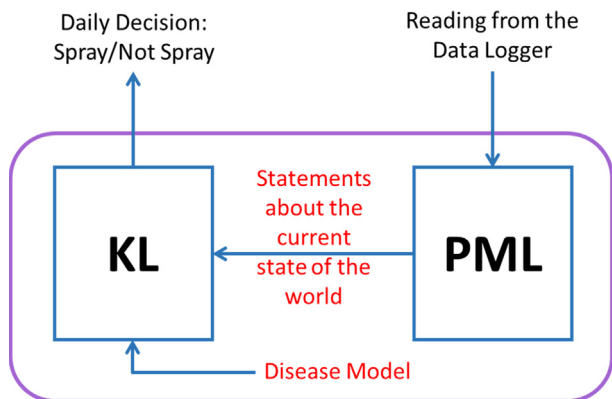 Daily Decision:
Spray/Not Spray
Reading from the
Data Logger
KL
Statements
about the
current
state of the
world
PML
Disease Model